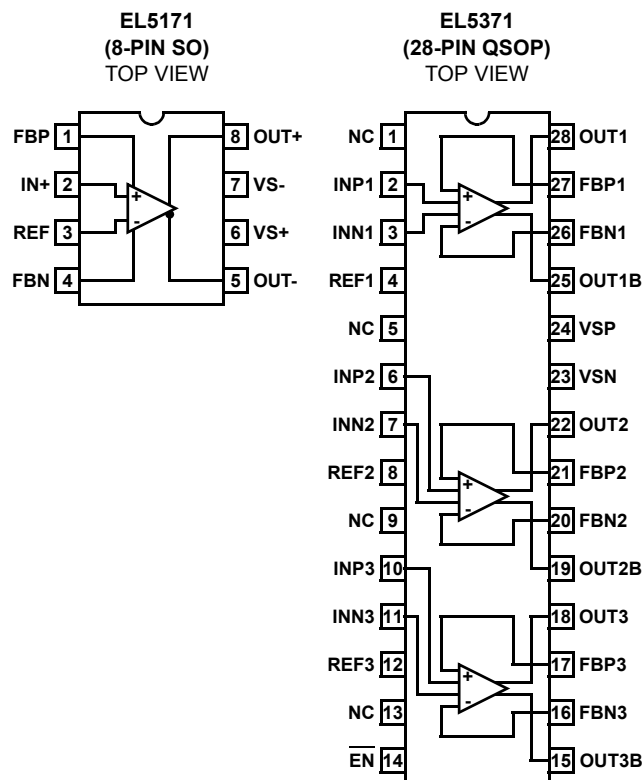 EL5171
(8-PIN SO)
TOP VIEW
FBP 1
8 OUT+
+
IN+ 2
7 VS-
-
REF 3
6 VS+
FBN 4
5 OUT-
EL5371
(28-PIN QSOP)
TOP VIEW
NC 1
28 OUT1
INP1 2
27 FBP1
+
-
INN1 3
26 FBN1
REF1 4
25 OUT1B
NC 5
24 VSP
INP2 6
23 VSN
INN2 7
22 OUT2
REF2 8
21 FBP2
+
-
NC 9
20 FBN2
INP3 10
19 OUT2B
INN3 11
18 OUT3
REF3 12
17 FBP3
+
-
NC 13
16 FBN3
EN 14
15 OUT3B